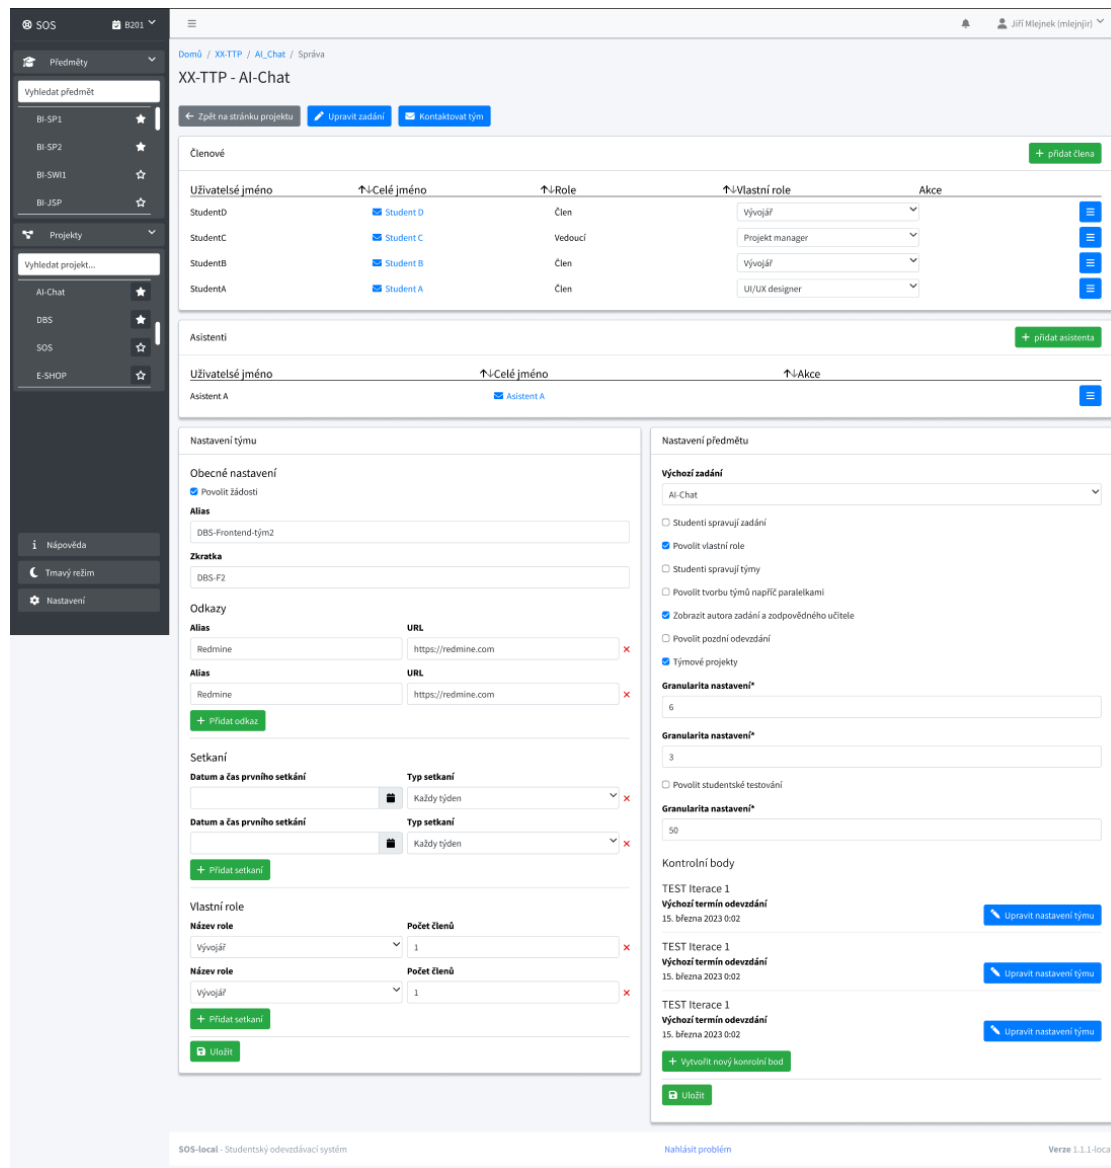 SOS B201
Jiří Mlejnek (mlejnjir)
Předměty
Vyhledat předmět
BI-SP1
BI-SP2
BI-SWI1
BI-JSP
Projekty
Vyhledat projekt...
AI-Chat
DBS
SOS
E-SHOP
i Nápověda
Tmavý režim
Nastavení
Domů / XX-TTP / AI_Chat / Správa
XX-TTP - AI-Chat
Zpět na stránku projektu Upravit zadání Kontaktovat tým
Členové + přidat člena
Uživatelsé jméno ↑↓Celé jméno ↑↓Role ↑↓Vlastní role Akce
StudentD Student D Člen Vývojář
StudentC Student C Vedoucí Projekt manager
StudentB Student B Člen Vývojář
StudentA Student A Člen UI/UX designer
Asistenti + přidat asistenta
Uživatelsé jméno ↑↓Celé jméno ↑↓Akce
Asistent A Asistent A
Nastavení týmu
Obecné nastavení
Povolit žádosti
Alias
DBS-Frontend-tým2
Zkratka
DBS-F2
Odkazy
Alias URL
Redmine https://redmine.com
Alias URL
Redmine https://redmine.com
+ Přidat odkaz
Setkaní
Datum a čas prvního setkání Typ setkaní
Každy týden
Datum a čas prvního setkání Typ setkaní
Každy týden
+ Přidat setkaní
Vlastní role
Název role Počet členů
Vývojář 1
Název role Počet členů
Vývojář 1
+ Přidat setkaní
Uložit
Nastavení předmětu
Výchozí zadání
AI-Chat
Studenti spravují zadání
Povolit vlastní role
Studenti spravují týmy
Povolit tvorbu týmů napříč paralelkami
Zobrazit autora zadání a zodpovědného učitele
Povolit pozdní odevzdání
Týmové projekty
Granularita nastavení*
6
Granularita nastavení*
3
Povolit studentské testování
Granularita nastavení*
50
Kontrolní body
TEST Iterace 1
Výchozí termín odevzdání
15. března 2023 0:02 Upravit nastavení týmu
TEST Iterace 1
Výchozí termín odevzdání
15. března 2023 0:02 Upravit nastavení týmu
TEST Iterace 1
Výchozí termín odevzdání
15. března 2023 0:02 Upravit nastavení týmu
+ Vytvořit nový konrolní bod
Uložit
SOS-local - Studentský odevzdávací systém Nahlásit problém Verze 1.1.1-loca